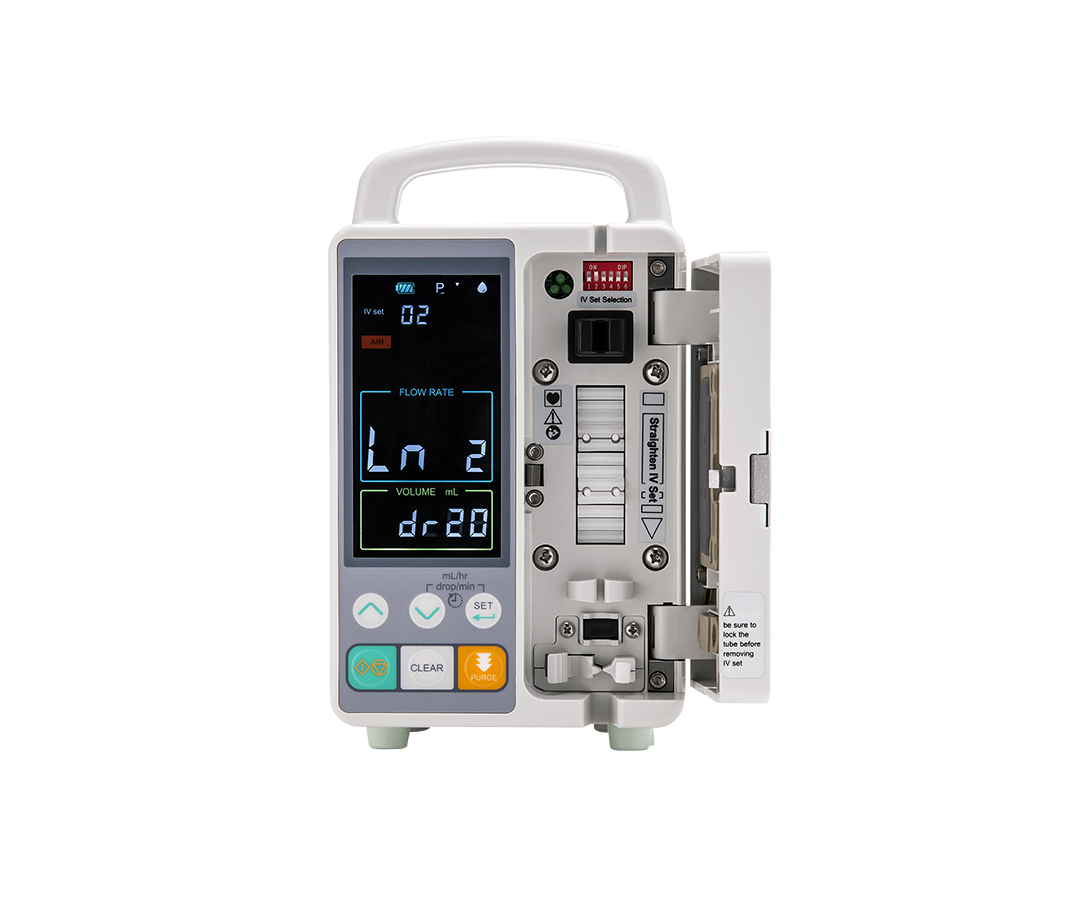 P
IV set 02
AIR
FLOW RATE
Ln 2
VOLUME mL
dr20
mL/hr
drop/min
SET
CLEAR
PURGE
ON DIP
1 2 3 4 5 6
IV Set Selection
Straighten IV Set
be sure to
lock the
tube before
removing
IV set